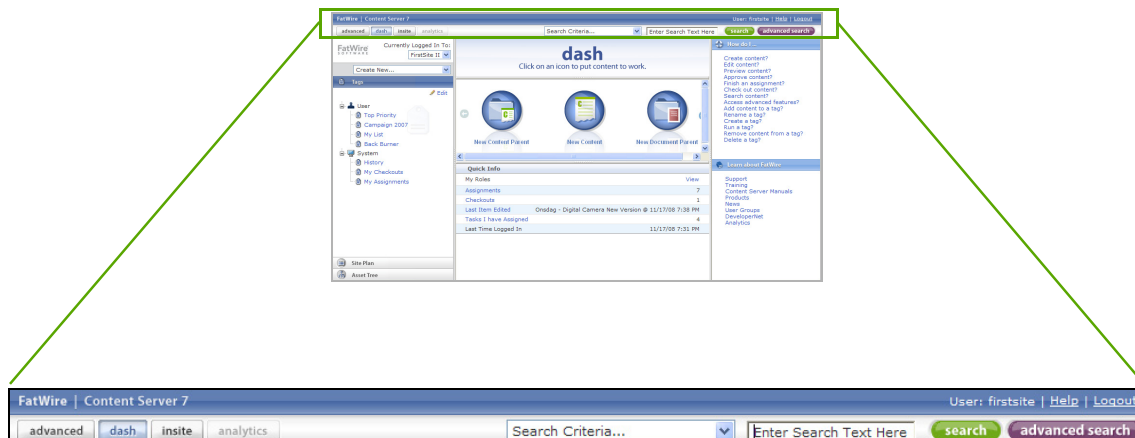 FatWire | Content Server 7
User: firstsite | Help | Logout
advanced dash insite analytics
Search Criteria... Enter Search Text Here search advanced search
FatWire
SOFTWARE
Currently Logged In To:
FirstSite II
Create New...
Tags
Edit
User
Top Priority
Campaign 2007
My List
Back Burner
System
History
My Checkouts
My Assignments
Site Plan
Asset Tree
dash
Click on an icon to put content to work.
New Content Parent New Content New Document Parent
Quick Info
My Roles View
Assignments 7
Checkouts 1
Last Item Edited Onsdag - Digital Camera New Version @ 11/17/08 7:38 PM
Tasks I have Assigned 4
Last Time Logged In 11/17/08 7:31 PM
How do I...
Create content?
Edit content?
Preview content?
Approve content?
Finish an assignment?
Check out content?
Search content?
Access advanced features?
Add content to a tag?
Rename a tag?
Create a tag?
Run a tag?
Remove content from a tag?
Delete a tag?
Learn about FatWire
Support
Training
Content Server Manuals
Products
News
User Groups
DeveloperNet
Analytics
FatWire | Content Server 7
User: firstsite | Help | Logout
advanced dash insite analytics
Search Criteria... Enter Search Text Here search advanced search